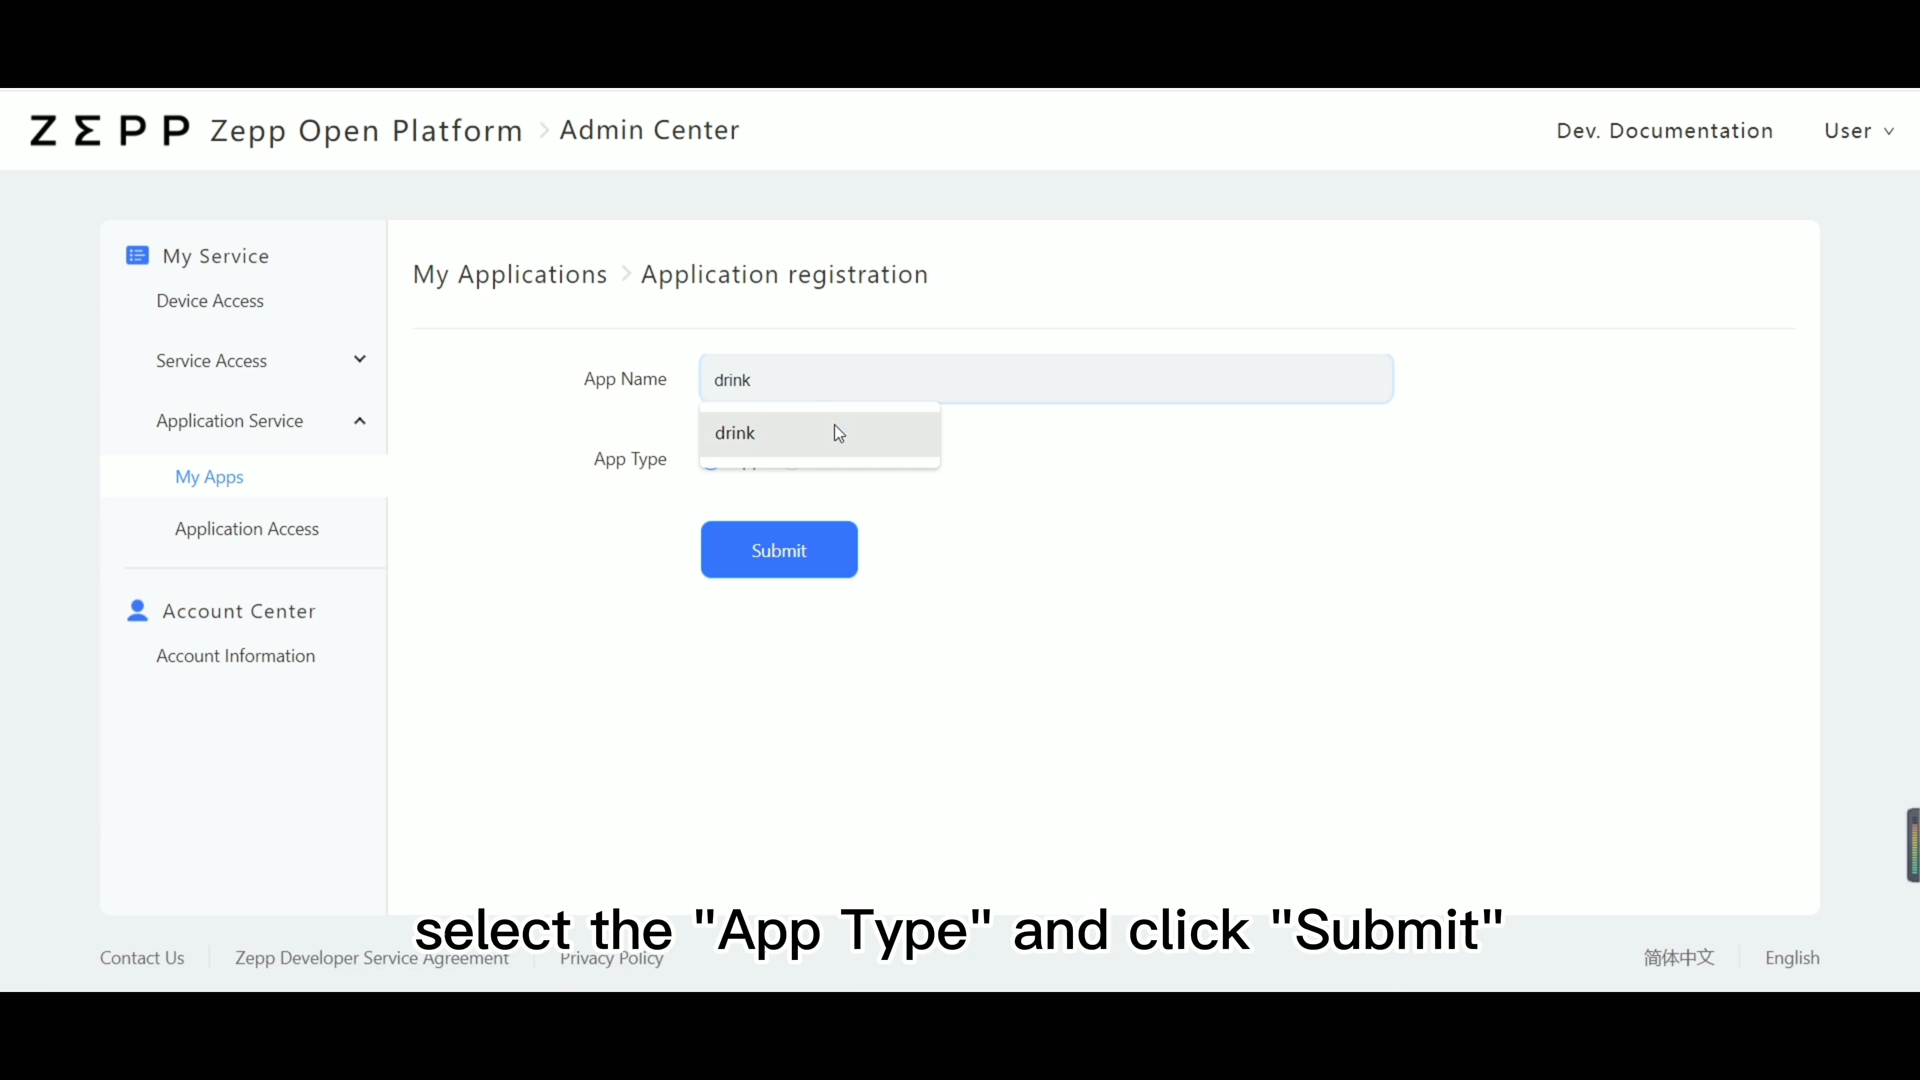 ZΣPP Zepp Open Platform > Admin Center
Dev. Documentation
User
My Service
Device Access
Service Access
Application Service
My Apps
Application Access
Account Center
Account Information
My Applications > Application registration
App Name
drink
drink
App Type
Submit
select the "App Type" and click "Submit"
Contact Us
Zepp Developer Service Agreement
Privacy Policy
简体中文
English